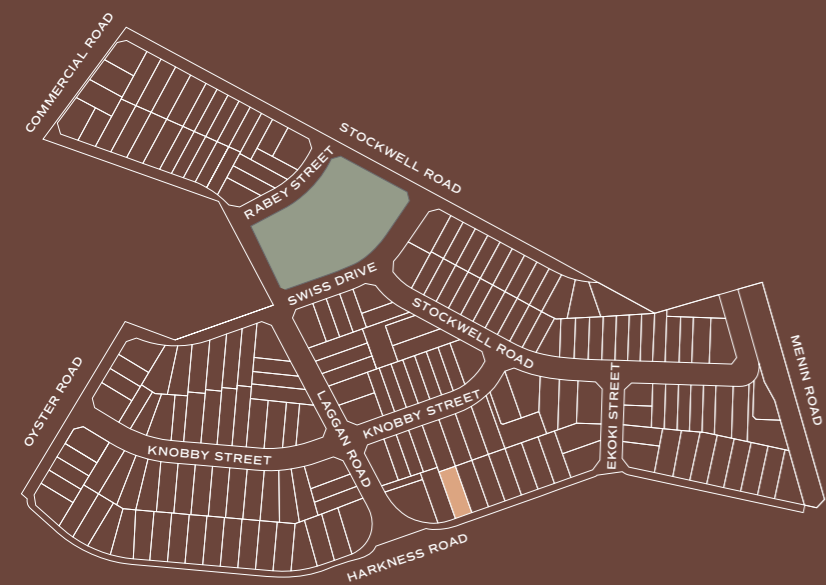 COMMERCIAL ROAD
STOCKWELL ROAD
RABEY STREET
SWISS DRIVE
STOCKWELL ROAD
MENIN ROAD
OYSTER ROAD
LAGGAN ROAD
KNOBBY STREET
EKOKI STREET
KNOBBY STREET
HARKNESS ROAD